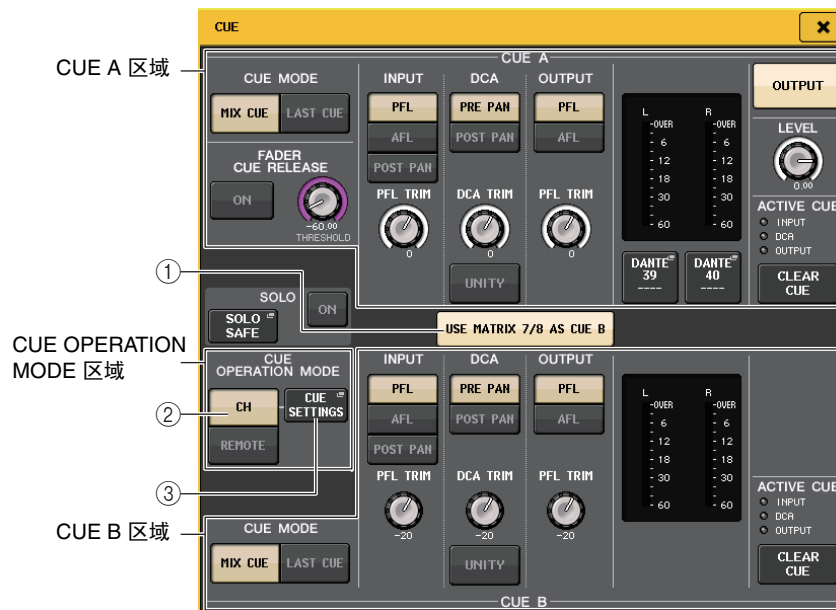 CUE
CUE A 区域
CUE A
CUE MODE
MIX CUE
LAST CUE
FADER
CUE RELEASE
ON
-60.00
THRESHOLD
INPUT
PFL
AFL
POST PAN
PFL TRIM
0
DCA
PRE PAN
POST PAN
DCA TRIM
0
UNITY
OUTPUT
PFL
AFL
PFL TRIM
0
L
R
-OVER
-OVER
- 6
- 6
- 12
- 12
- 18
- 18
- 30
- 30
- 60
- 60
DANTE
39
----
DANTE
40
----
OUTPUT
LEVEL
0.00
ACTIVE CUE
INPUT
DCA
OUTPUT
CLEAR
CUE
①
SOLO
SOLO
SAFE
ON
USE MATRIX 7/8 AS CUE B
CUE OPERATION
MODE 区域
CUE
OPERATION MODE
②
CH
CUE
SETTINGS
REMOTE
③
CUE B 区域
CUE MODE
MIX CUE
LAST CUE
INPUT
PFL
AFL
POST PAN
PFL TRIM
-20
DCA
PRE PAN
POST PAN
DCA TRIM
-20
UNITY
OUTPUT
PFL
AFL
PFL TRIM
-20
L
R
-OVER
-OVER
- 6
- 6
- 12
- 12
- 18
- 18
- 30
- 30
- 60
- 60
ACTIVE CUE
INPUT
DCA
OUTPUT
CLEAR
CUE
CUE B